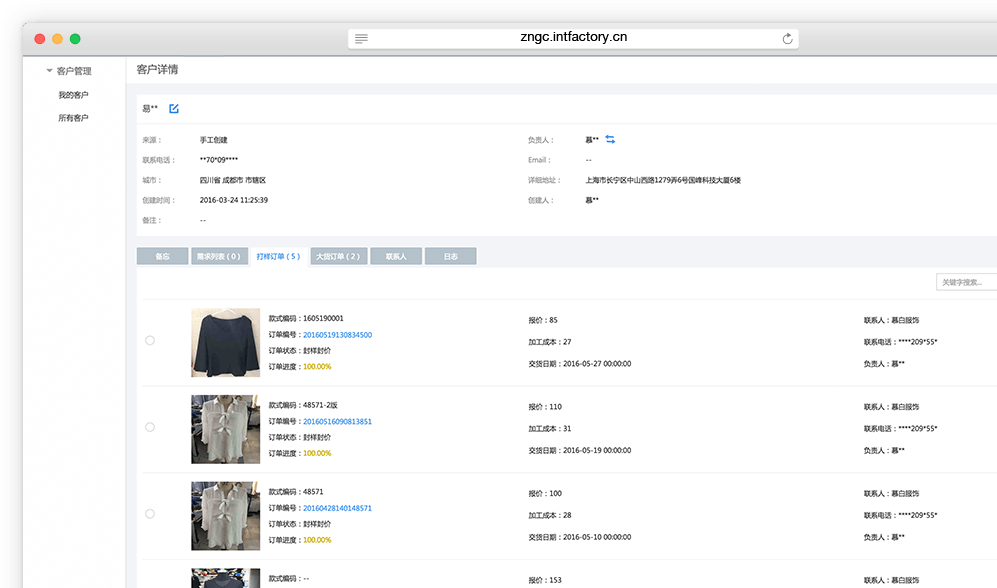 zngc.intfactory.cn
客户管理
我的客户
所有客户
客户详情
易**
来源： 手工创建 负责人： 慕**
联系电话： **70*09**** Email： --
城市： 四川省 成都市 市辖区 详细地址： 上海市长宁区中山西路1279弄6号国峰科技大厦6楼
创建时间： 2016-03-24 11:25:39 创建人： 慕**
备注： --
备忘 需求列表 ( 0 ) 打样订单 ( 5 ) 大货订单 ( 2 ) 联系人 日志
关键字搜索...
款式编码：1605190001
订单编号：20160519130834500
订单状态：封样封价
订单进度：100.00%
报价：85
加工成本：27
交货日期：2016-05-27 00:00:00
联系人：慕白服饰
联系电话：****209*55*
负责人：慕**
款式编码：48571-2版
订单编号：20160516090813851
订单状态：封样封价
订单进度：100.00%
报价：110
加工成本：31
交货日期：2016-05-19 00:00:00
联系人：慕白服饰
联系电话：****209*55*
负责人：慕**
款式编码：48571
订单编号：20160428140148571
订单状态：封样封价
订单进度：100.00%
报价：100
加工成本：28
交货日期：2016-05-10 00:00:00
联系人：慕白服饰
联系电话：****209*55*
负责人：慕**
款式编码：--
报价：153
联系人：慕白服饰